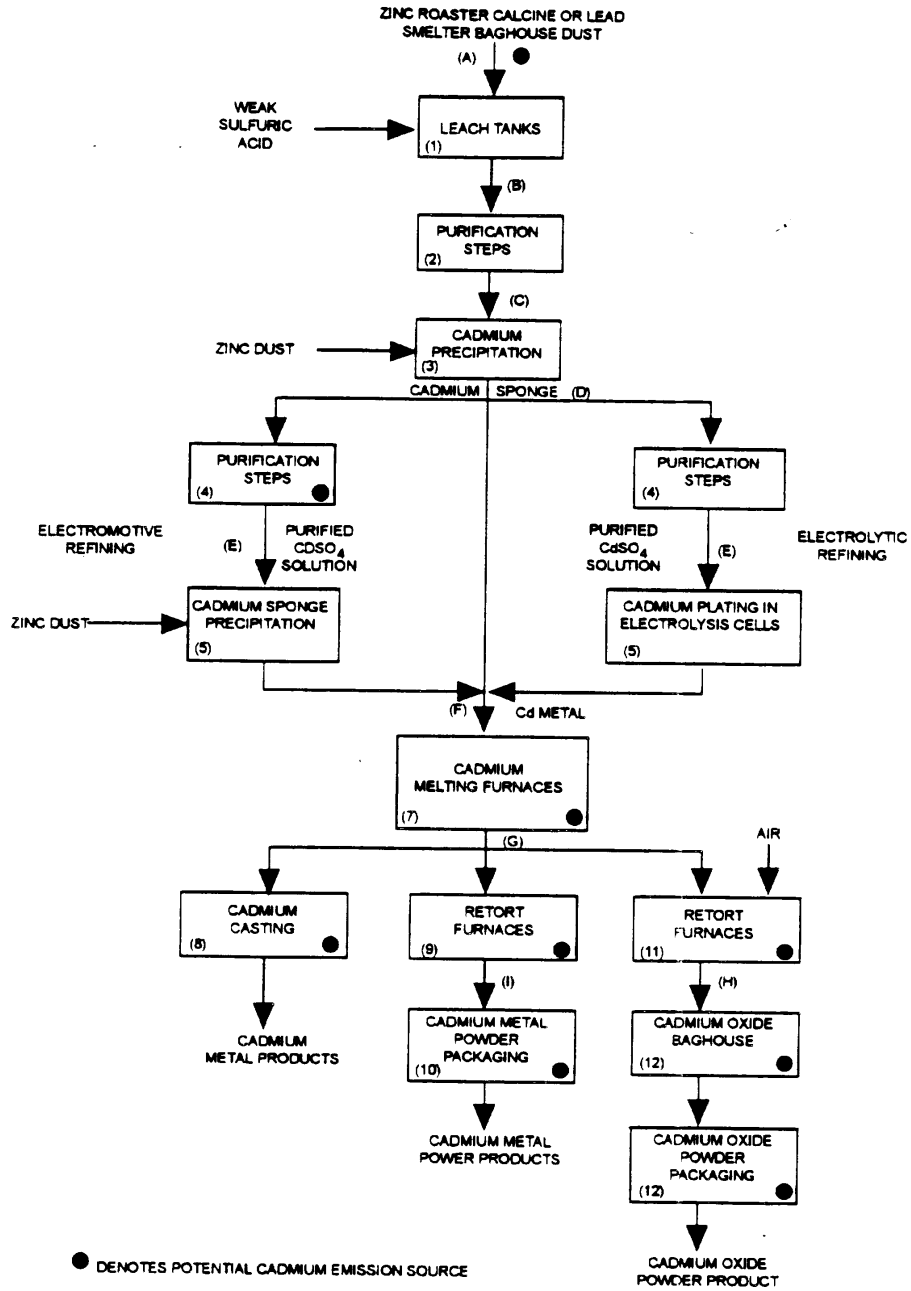 ZINC ROASTER CALCINE OR LEAD
SMELTER BAGHOUSE DUST
(A)
WEAK
SULFURIC
ACID
LEACH TANKS
(1)
(B)
PURIFICATION
STEPS
(2)
(C)
ZINC DUST
CADMIUM
PRECIPITATION
(3)
CADMIUM SPONGE (D)
PURIFICATION
STEPS
(4)
PURIFICATION
STEPS
(4)
ELECTROMOTIVE
REFINING
(E)
PURIFIED
CDSO4
SOLUTION
PURIFIED
CdSO4
SOLUTION
(E)
ELECTROLYTIC
REFINING
ZINC DUST
CADMIUM SPONGE
PRECIPITATION
(5)
CADMIUM PLATING IN
ELECTROLYSIS CELLS
(5)
(F)
Cd METAL
CADMIUM
MELTING FURNACES
(7)
(G)
AIR
CADMIUM
CASTING
(8)
RETORT
FURNACES
(9)
RETORT
FURNACES
(11)
(I)
(H)
CADMIUM
METAL PRODUCTS
CADMIUM METAL
POWDER
PACKAGING
(10)
CADMIUM OXIDE
BAGHOUSE
(12)
CADMIUM METAL
POWER PRODUCTS
CADMIUM OXIDE
POWDER
PACKAGING
(12)
DENOTES POTENTIAL CADMIUM EMISSION SOURCE
CADMIUM OXIDE
POWDER PRODUCT